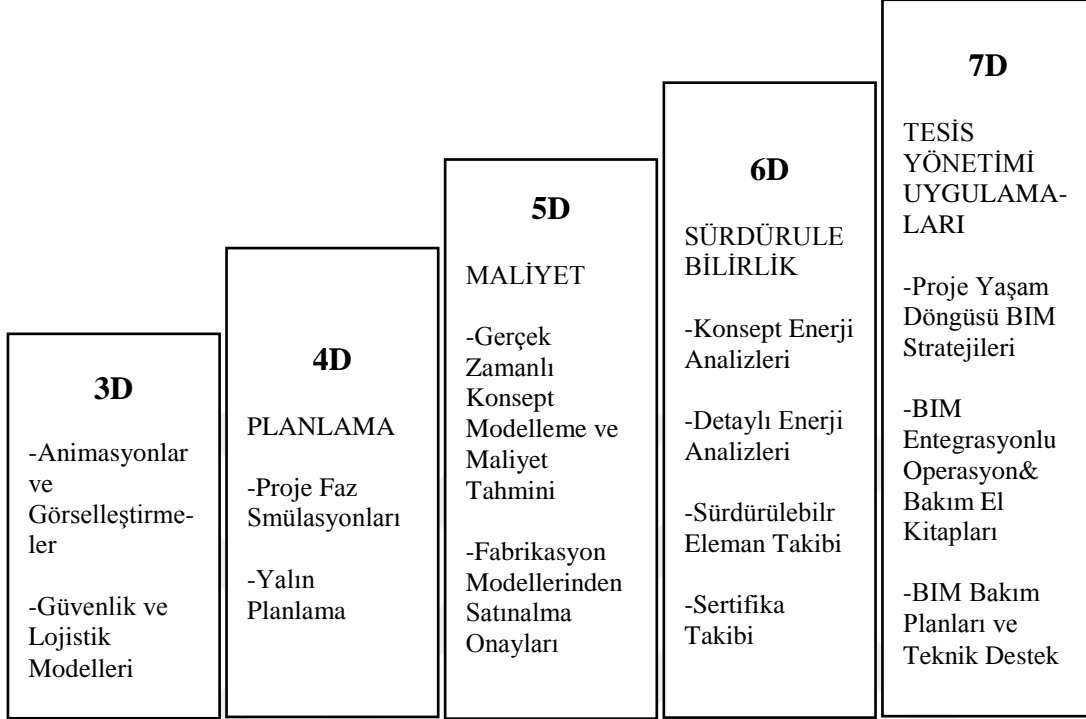 3D
-Animasyonlar
ve
Görselleştirme-
ler
-Güvenlik ve
Lojistik
Modelleri
4D
PLANLAMA
-Proje Faz
Smülasyonları
-Yalın
Planlama
5D
MALİYET
-Gerçek
Zamanlı
Konsept
Modelleme ve
Maliyet
Tahmini
-Fabrikasyon
Modellerinden
Satınalma
Onayları
6D
SÜRDÜRULE
BİLİRLİK
-Konsept Enerji
Analizleri
-Detaylı Enerji
Analizleri
-Sürdürülebilr
Eleman Takibi
-Sertifika
Takibi
7D
TESİS
YÖNETİMİ
UYGULAMA-
LARI
-Proje Yaşam
Döngüsü BIM
Stratejileri
-BIM
Entegrasyonlu
Operasyon&
Bakım El
Kitapları
-BIM Bakım
Planları ve
Teknik Destek